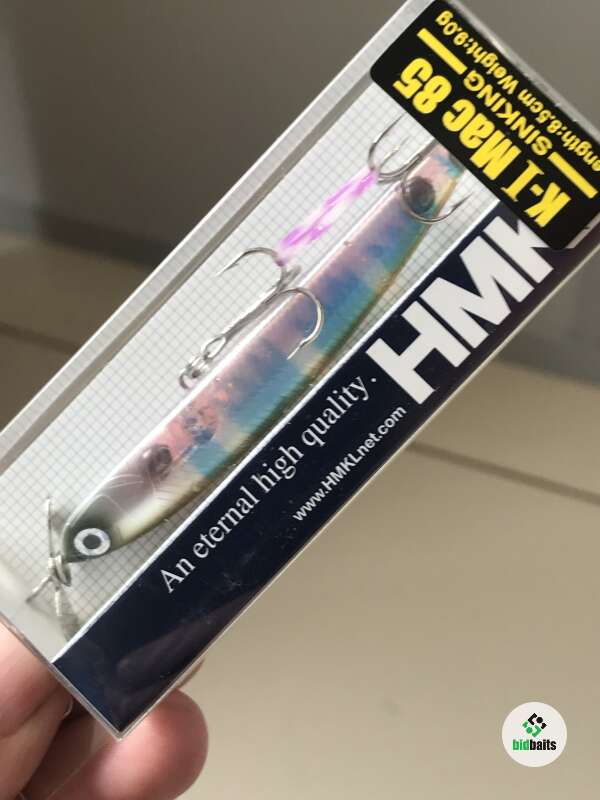 K-I Mac 85
SINKING
ength:8.5cm Weight:9.0g
HMK
An eternal high quality.
www.HMKLnet.com
bidbaits